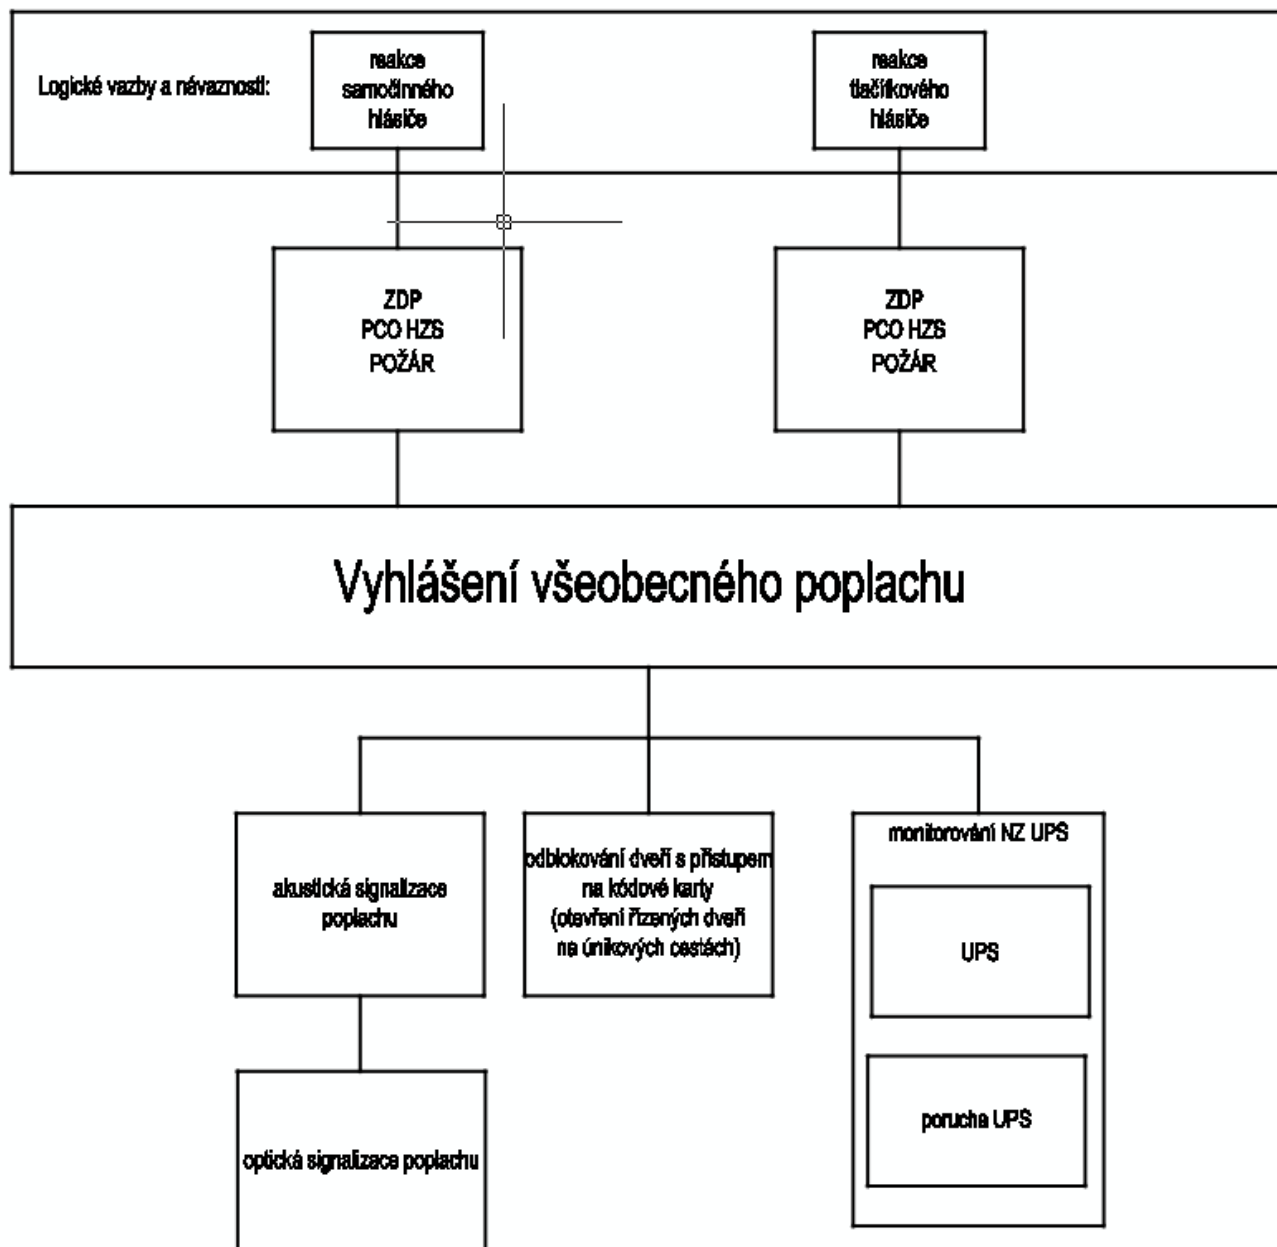 Logické vazby a návaznosti:
reakce
samočinného
hlásiče
reakce
tlačítkového
hlásiče
ZDP
PCO HZS
POŽÁR
ZDP
PCO HZS
POŽÁR
Vyhlášení všeobecného poplachu
akustická signalizace
poplachu
odblokování dveří s přístupem
na kódové karty
(otevření řízených dveří
na únikových cestách)
monitorování NZ UPS
UPS
porucha UPS
optická signalizace poplachu